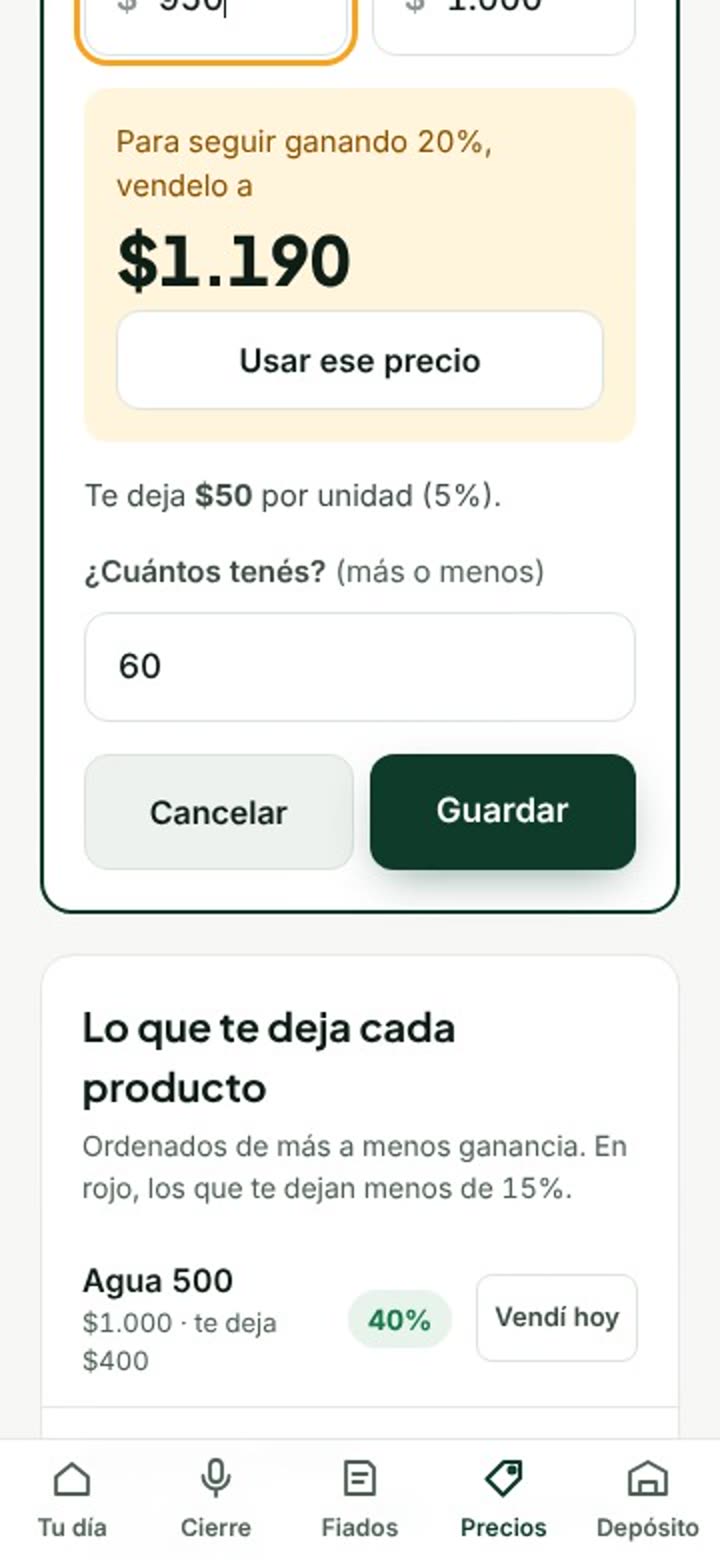 $ 950
$ 1.000
Para seguir ganando 20%,
vendelo a
$1.190
Usar ese precio
Te deja $50 por unidad (5%).
¿Cuántos tenés? (más o menos)
60
Cancelar
Guardar
Lo que te deja cada
producto
Ordenados de más a menos ganancia. En
rojo, los que te dejan menos de 15%.
Agua 500
$1.000 · te deja
$400
40%
Vendí hoy
Tu día
Cierre
Fiados
Precios
Depósito